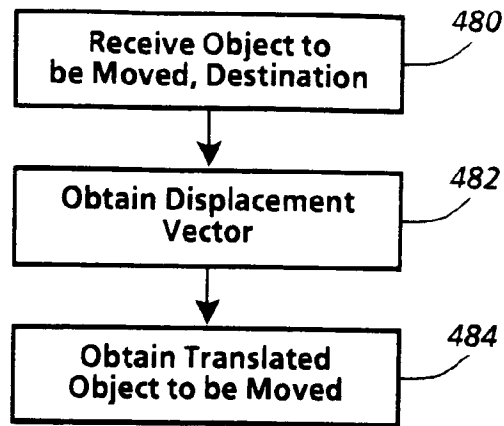 Receive Object to
be Moved, Destination
480
Obtain Displacement
Vector
482
Obtain Translated
Object to be Moved
484